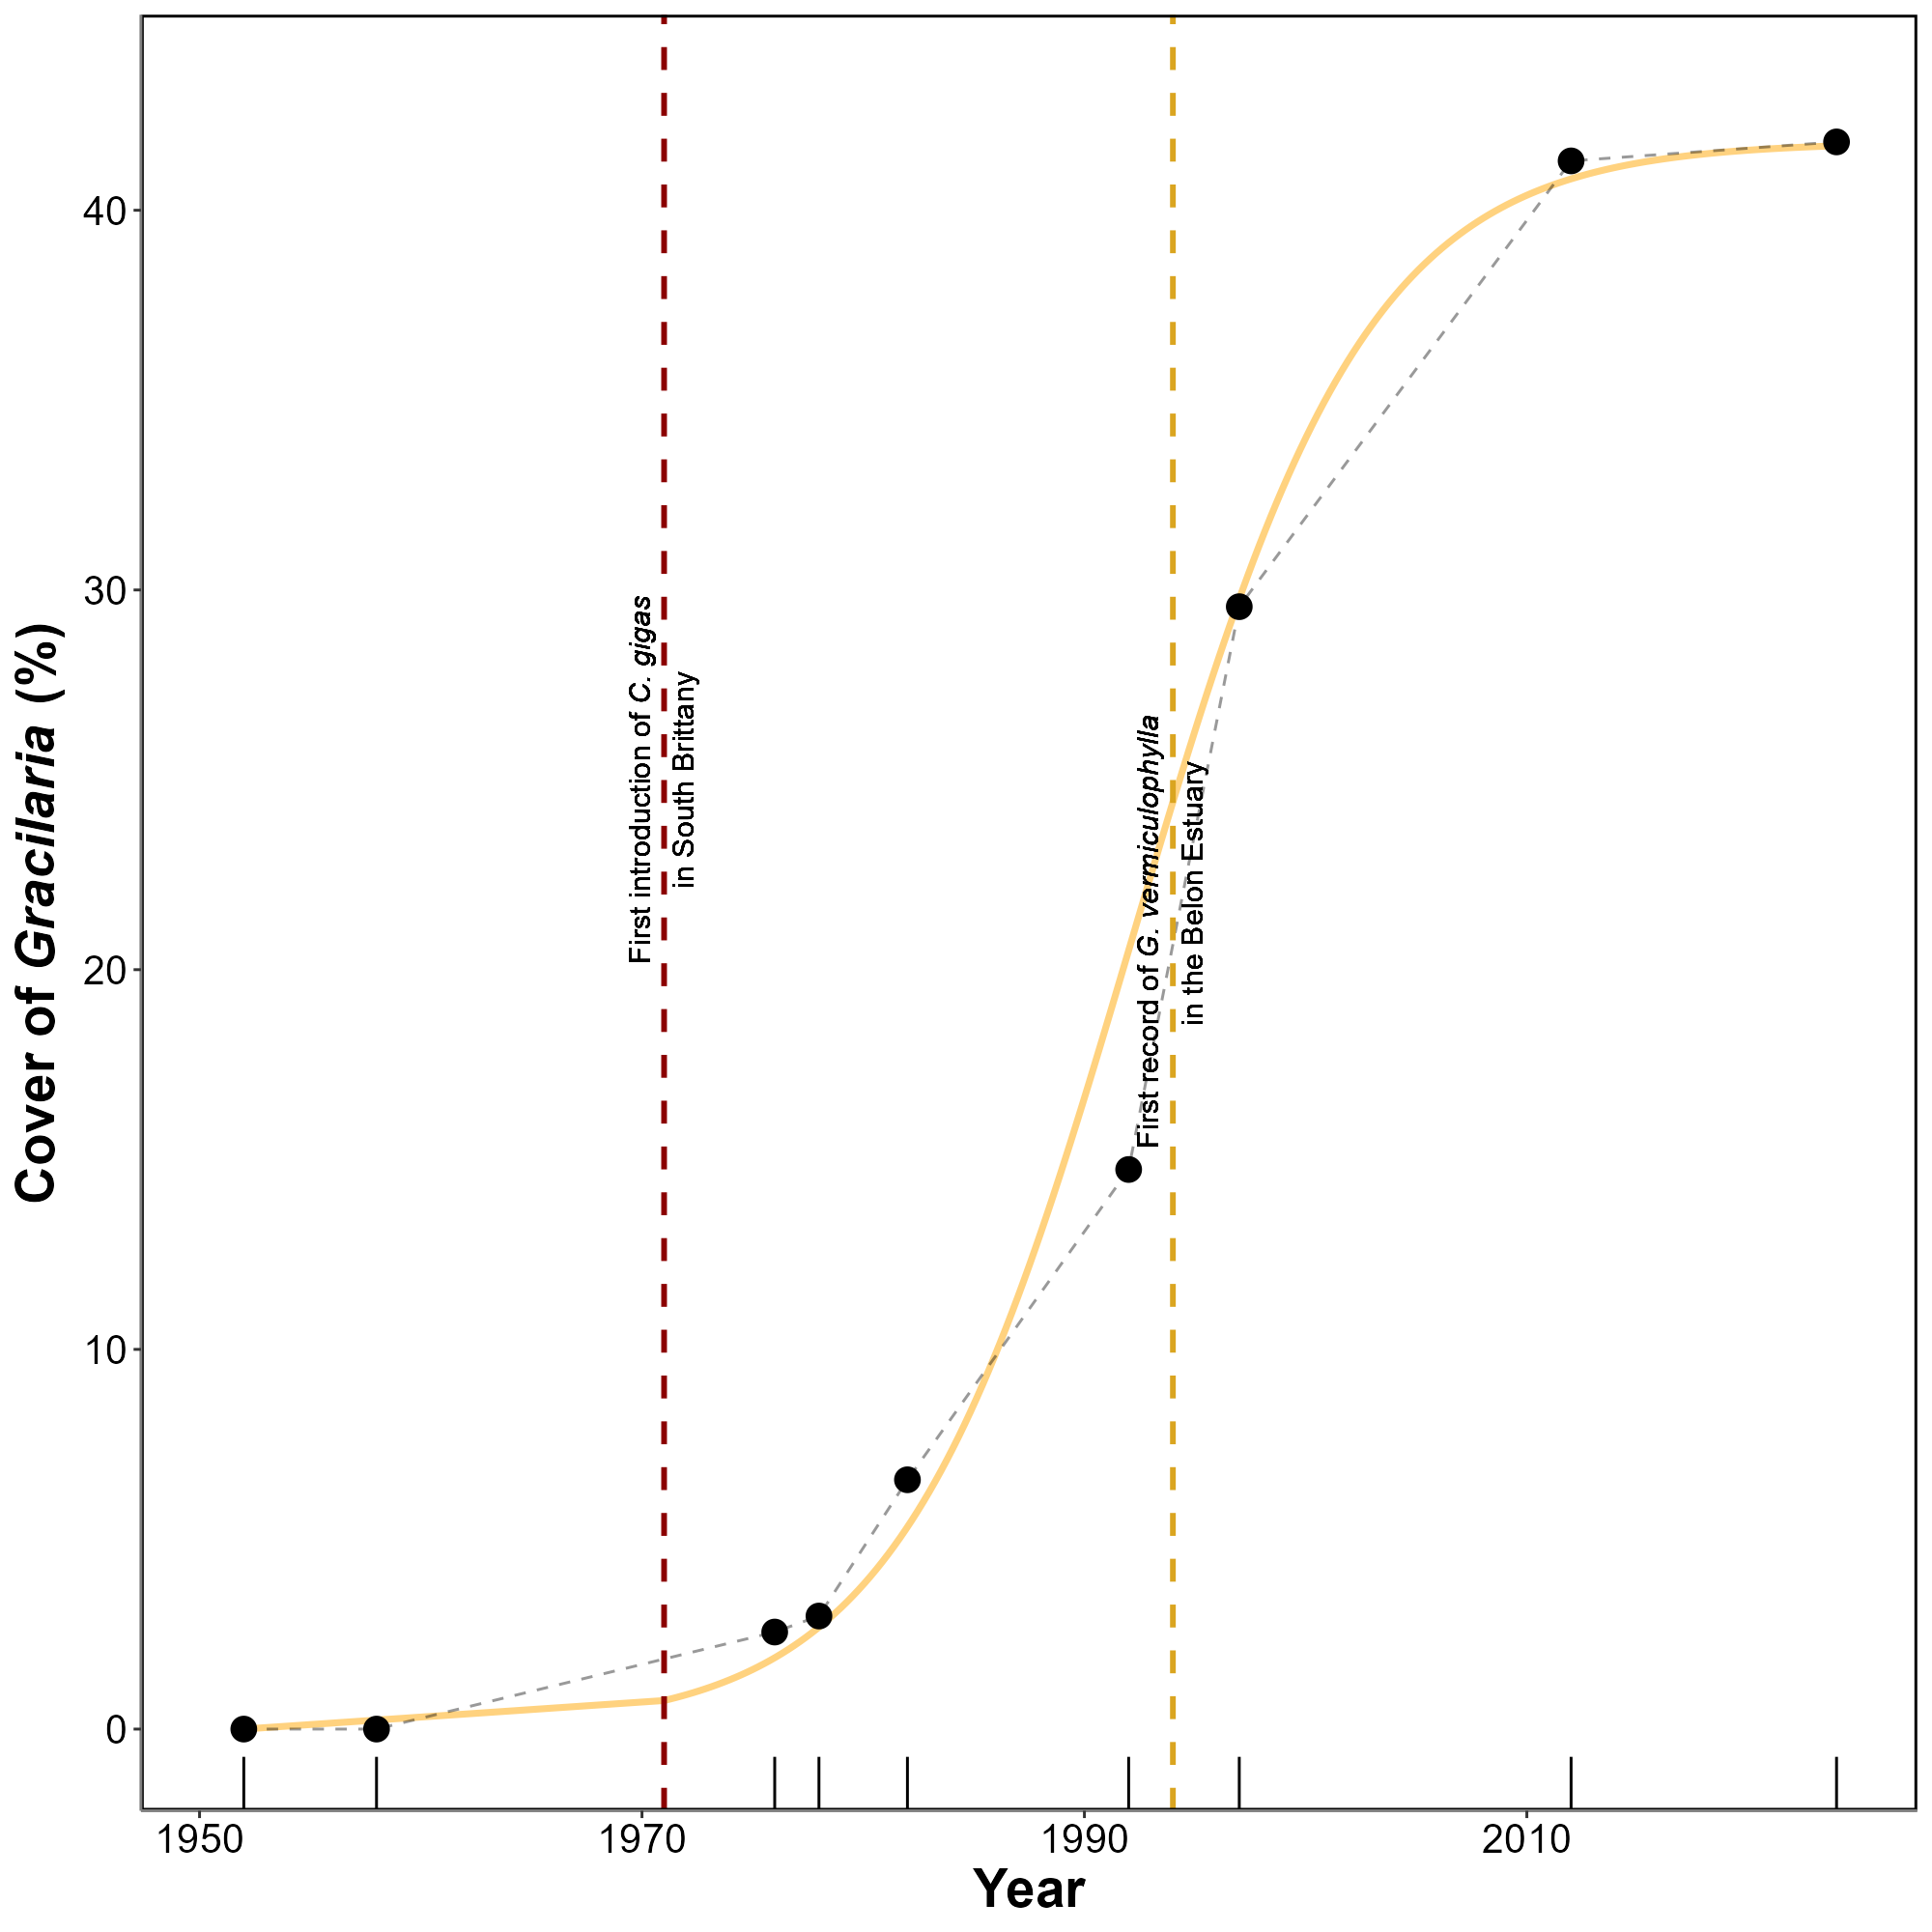 Cover of Gracilaria (%)
40
30
20
10
0
First introduction of C. gigas
in South Brittany
First record of G. vermiculophylla
in the Belon Estuary
1950
1970
1990
2010
Year